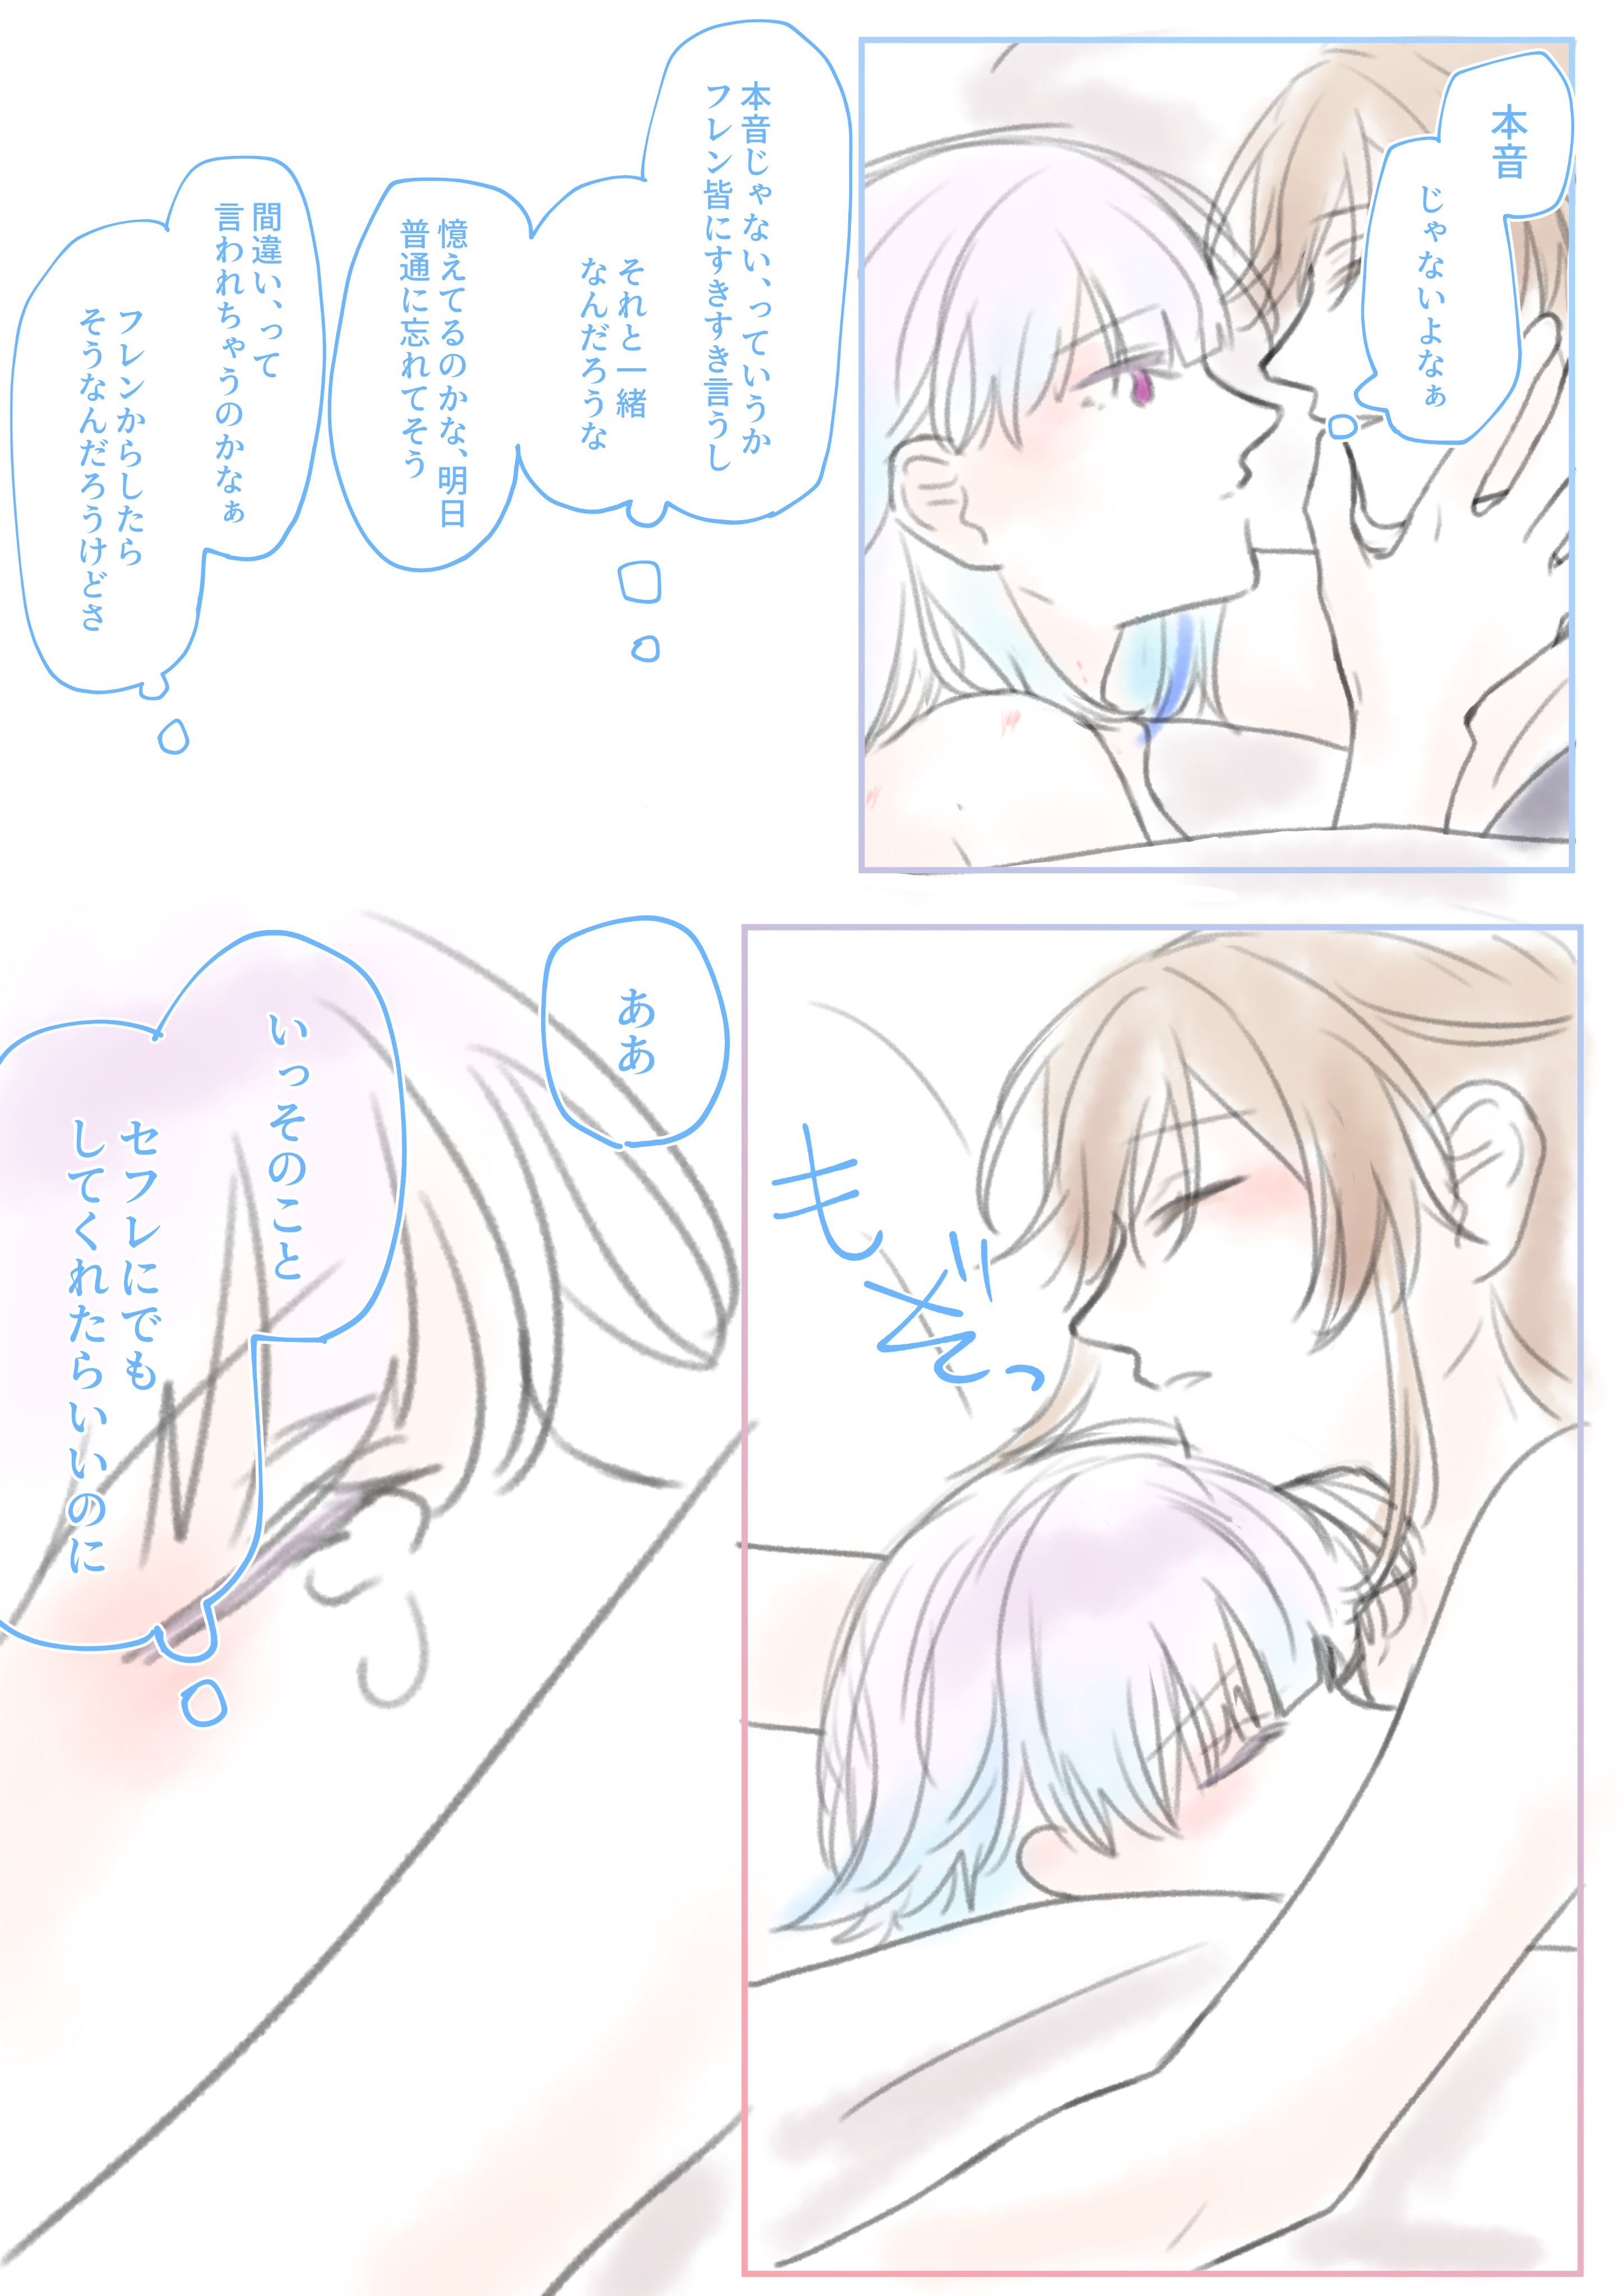 本音
じゃないよなぁ
本音じゃない、っていうか
フレン皆にすきすき言うし
それと一緒
なんだろうな
憶えてるのかな、明日
普通に忘れてそう
間違い、って
言われちゃうのかなぁ
フレンからしたら
そうなんだろうけどさ
もぞっ
ああ
いっそのこと
セフレにでも
してくれたらいいのに